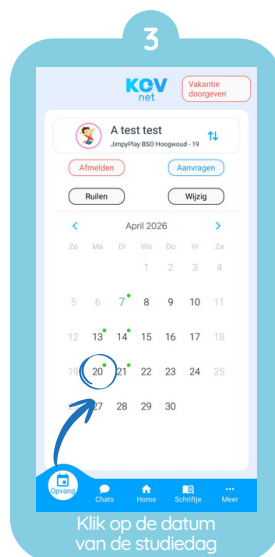 3
KOV
net
Vakantie
doorgeven
A test test
JimpyPlay BSO Hoogwoud - 19
Afmelden
Aanvragen
Ruilen
Wijzig
April 2026
Zo Ma Di Wo Do Vr Za
1 2 3 4
5 6 7 8 9 10 11
12 13 14 15 16 17 18
19 20 21 22 23 24 25
27 28 29 30
Opvang Chats Home Schriftje Meer
Klik op de datum
van de studiedag